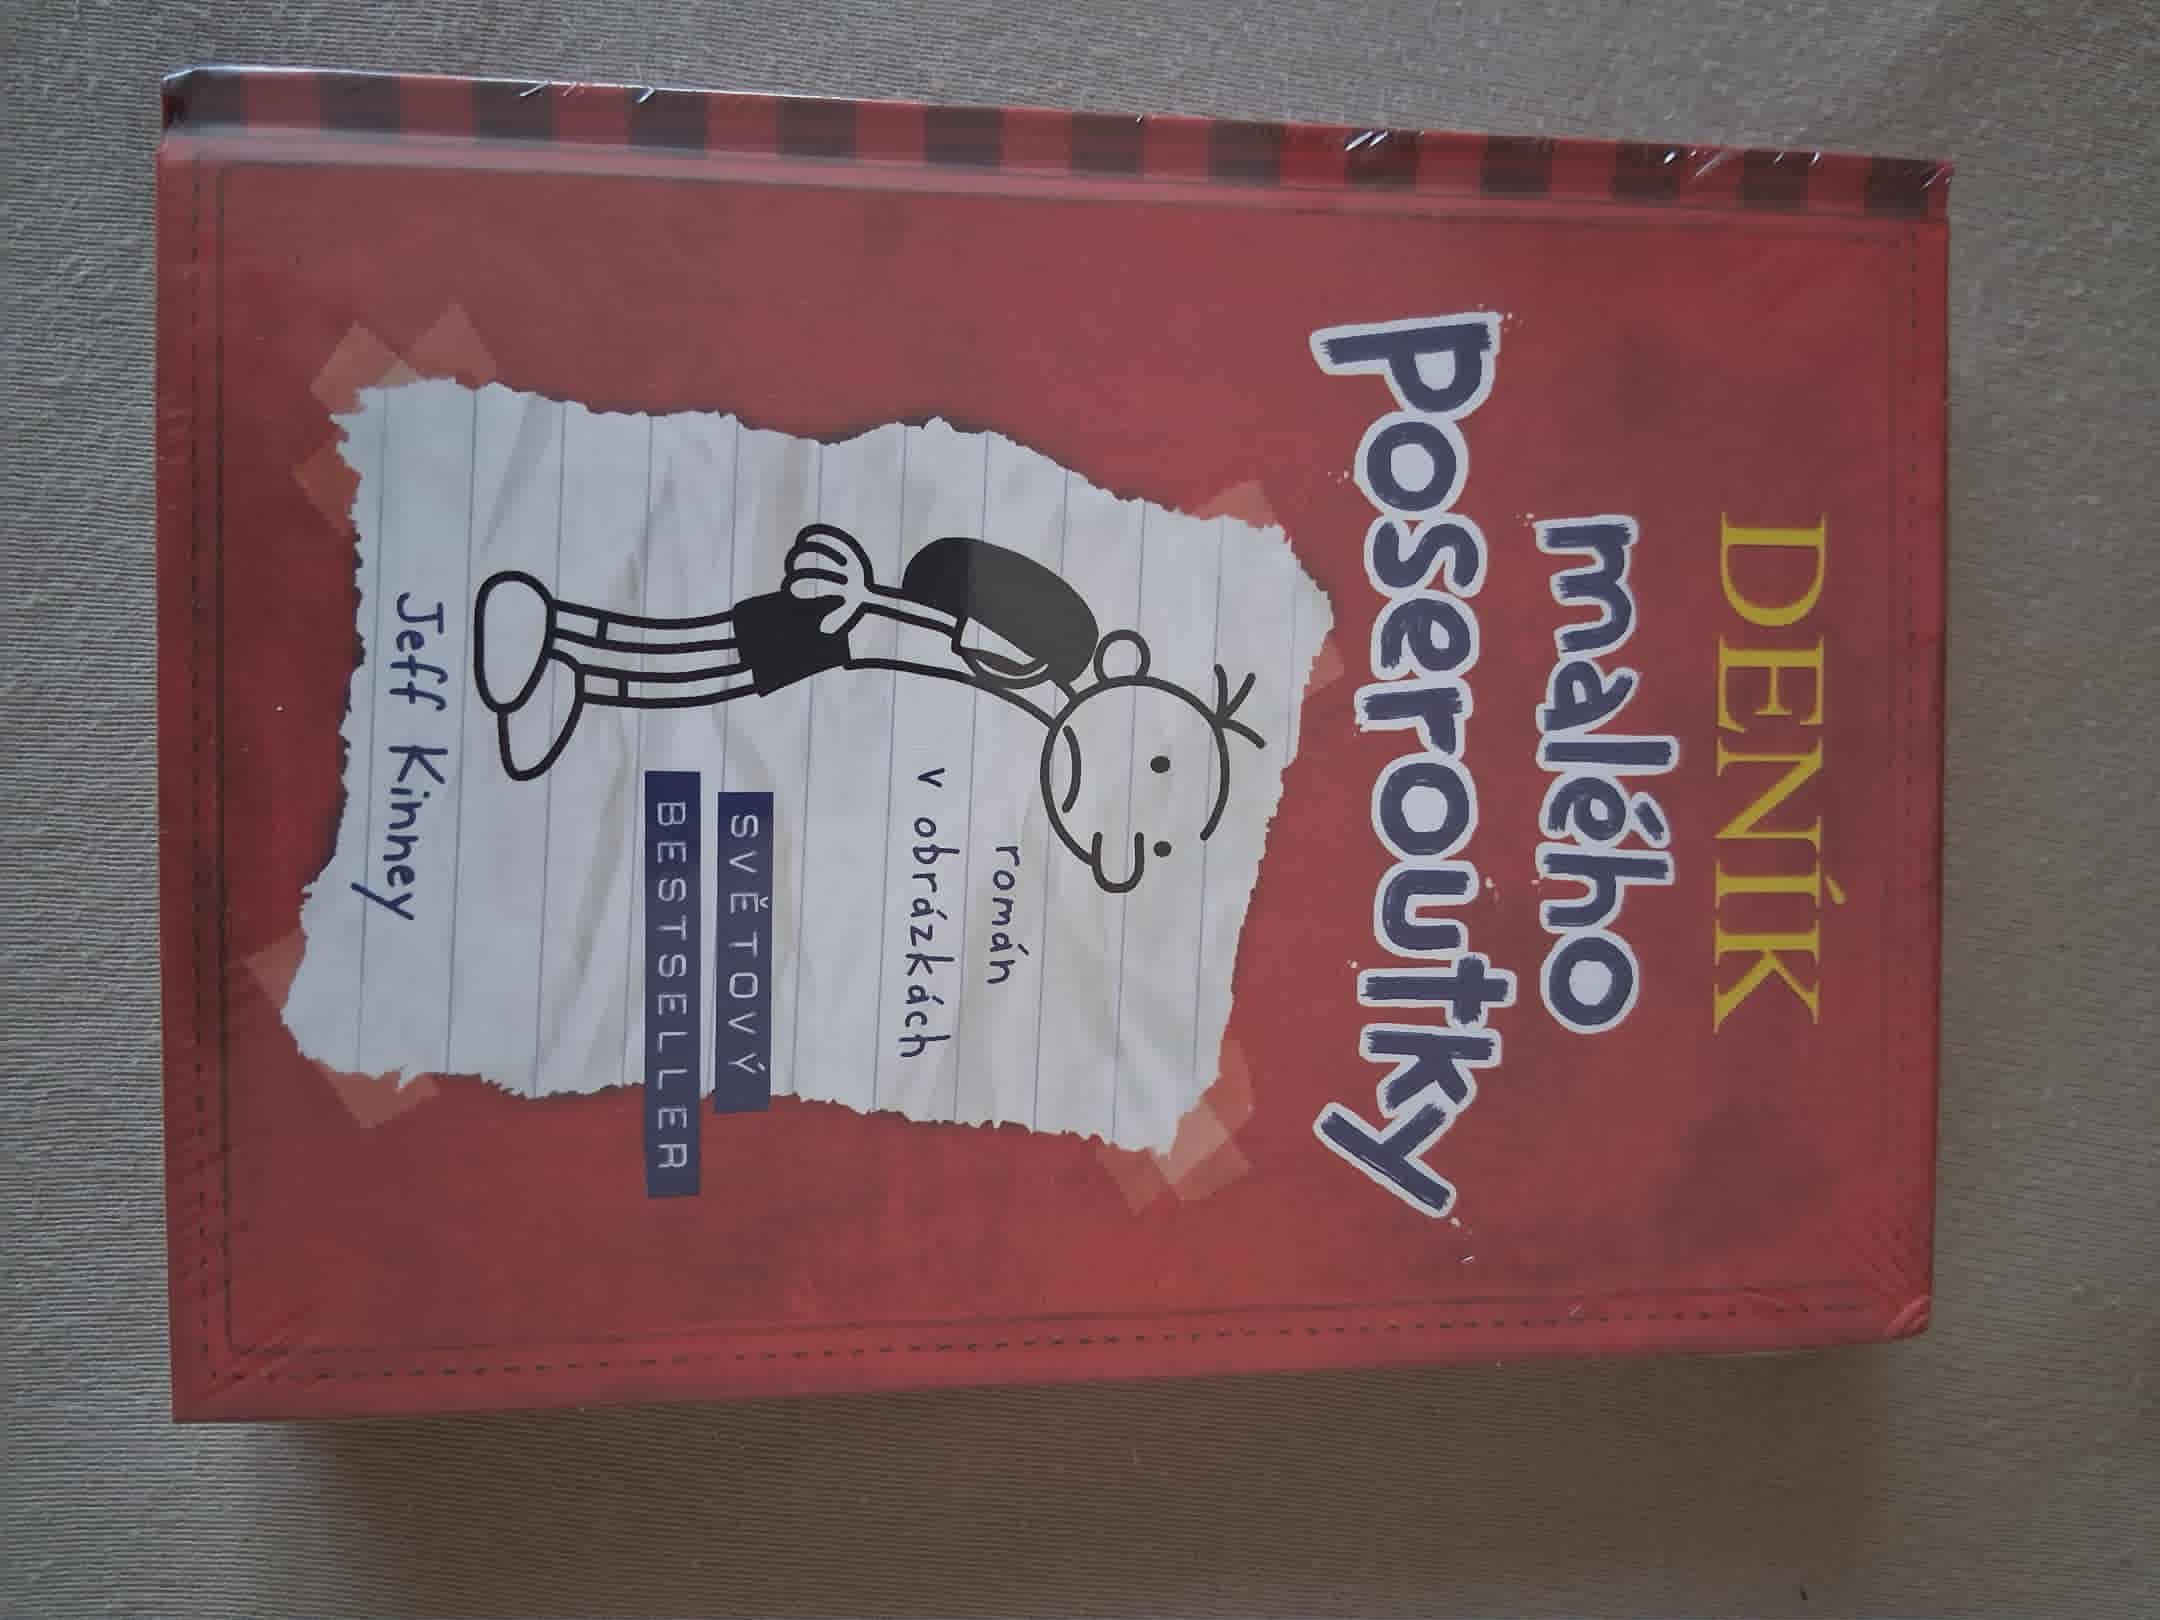 DENÍK
malého
poseroutky
román
v obrázkách
SVĚTOVÝ
BESTSELLER
Jeff Kinney